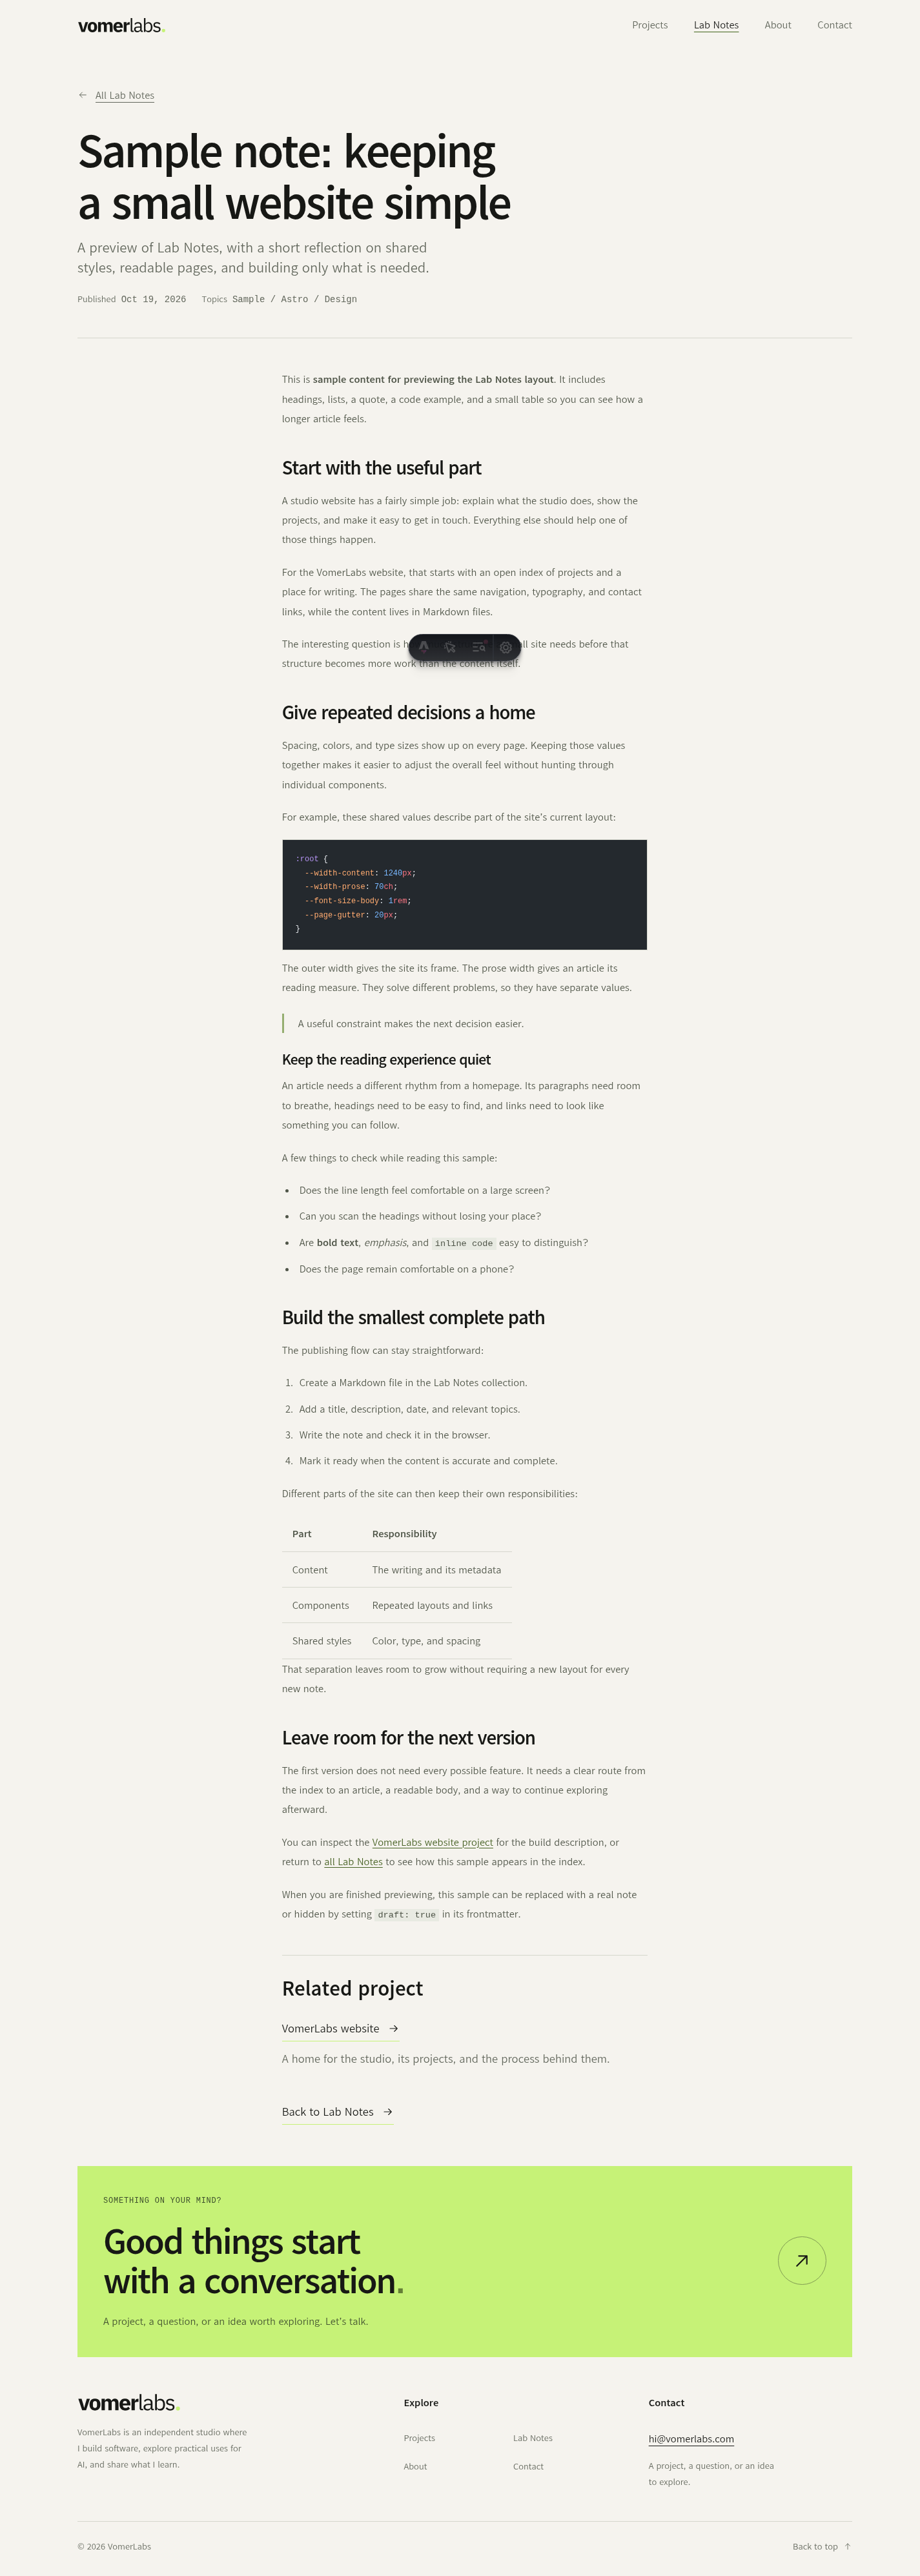 vomerlabs.
Projects Lab Notes About Contact
← All Lab Notes
Sample note: keeping
a small website simple
A preview of Lab Notes, with a short reflection on shared
styles, readable pages, and building only what is needed.
Published Oct 19, 2026 Topics Sample / Astro / Design
This is sample content for previewing the Lab Notes layout. It includes
headings, lists, a quote, a code example, and a small table so you can see how a
longer article feels.
Start with the useful part
A studio website has a fairly simple job: explain what the studio does, show the
projects, and make it easy to get in touch. Everything else should help one of
those things happen.
For the VomerLabs website, that starts with an open index of projects and a
place for writing. The pages share the same navigation, typography, and contact
links, while the content lives in Markdown files.
The interesting question is site needs before that
structure becomes more work than the content itself.
Give repeated decisions a home
Spacing, colors, and type sizes show up on every page. Keeping those values
together makes it easier to adjust the overall feel without hunting through
individual components.
For example, these shared values describe part of the site's current layout:
:root {
--width-content: 1240px;
--width-prose: 70ch;
--font-size-body: 1rem;
--page-gutter: 20px;
}
The outer width gives the site its frame. The prose width gives an article its
reading measure. They solve different problems, so they have separate values.
A useful constraint makes the next decision easier.
Keep the reading experience quiet
An article needs a different rhythm from a homepage. Its paragraphs need room
to breathe, headings need to be easy to find, and links need to look like
something you can follow.
A few things to check while reading this sample:
• Does the line length feel comfortable on a large screen?
• Can you scan the headings without losing your place?
• Are bold text, emphasis, and inline code easy to distinguish?
• Does the page remain comfortable on a phone?
Build the smallest complete path
The publishing flow can stay straightforward:
1. Create a Markdown file in the Lab Notes collection.
2. Add a title, description, date, and relevant topics.
3. Write the note and check it in the browser.
4. Mark it ready when the content is accurate and complete.
Different parts of the site can then keep their own responsibilities:
Part Responsibility
Content The writing and its metadata
Components Repeated layouts and links
Shared styles Color, type, and spacing
That separation leaves room to grow without requiring a new layout for every
new note.
Leave room for the next version
The first version does not need every possible feature. It needs a clear route from
the index to an article, a readable body, and a way to continue exploring
afterward.
You can inspect the VomerLabs website project for the build description, or
return to all Lab Notes to see how this sample appears in the index.
When you are finished previewing, this sample can be replaced with a real note
or hidden by setting draft: true in its frontmatter.
Related project
VomerLabs website →
A home for the studio, its projects, and the process behind them.
Back to Lab Notes →
SOMETHING ON YOUR MIND?
Good things start
with a conversation.
A project, a question, or an idea worth exploring. Let's talk.
vomerlabs.
VomerLabs is an independent studio where
I build software, explore practical uses for
AI, and share what I learn.
Explore
Projects Lab Notes
About Contact
Contact
hi@vomerlabs.com
A project, a question, or an idea
to explore.
© 2026 VomerLabs
Back to top ↑